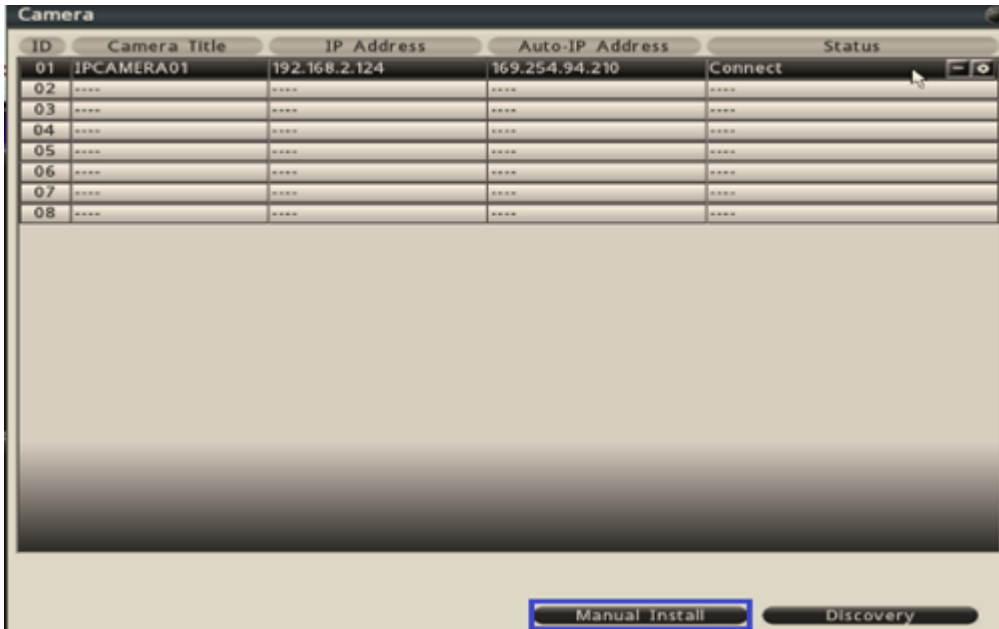 Camera
ID Camera Title IP Address Auto-IP Address Status
01 IPCAMERA01 192.168.2.124 169.254.94.210 Connect
02 ---- ---- ---- ----
03 ---- ---- ---- ----
04 ---- ---- ---- ----
05 ---- ---- ---- ----
06 ---- ---- ---- ----
07 ---- ---- ---- ----
08 ---- ---- ---- ----
Manual Install Discovery